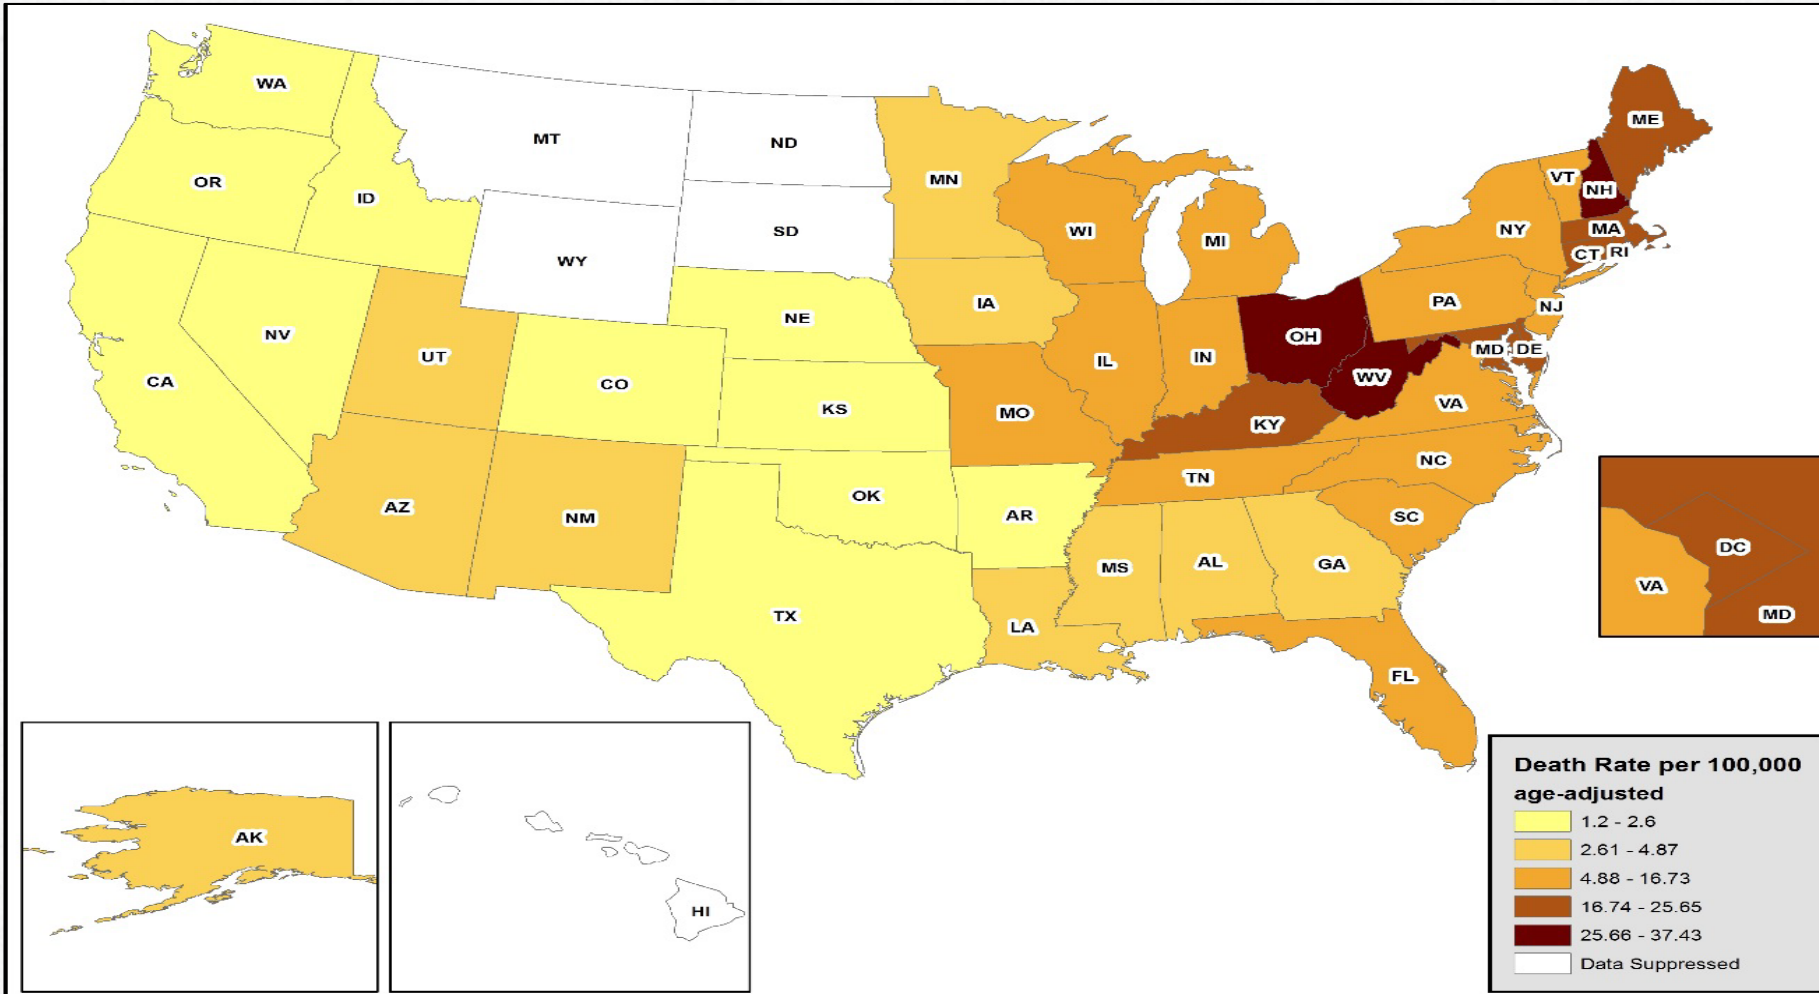 WA
ME
MT
ND
VT
MN
OR
NH
ID
MA
NY
WI
SD
MI
CT RI
WY
IA
PA
NJ
NE
NV
OH
MD DE
UT
IL
IN
WV
CA
CO
VA
KS
MO
KY
NC
TN
OK
AZ
AR
SC
NM
DC
AL
GA
MS
VA
TX
MD
LA
FL
AK
HI
Death Rate per 100,000
age-adjusted
1.2 - 2.6
2.61 - 4.87
4.88 - 16.73
16.74 - 25.65
25.66 - 37.43
Data Suppressed